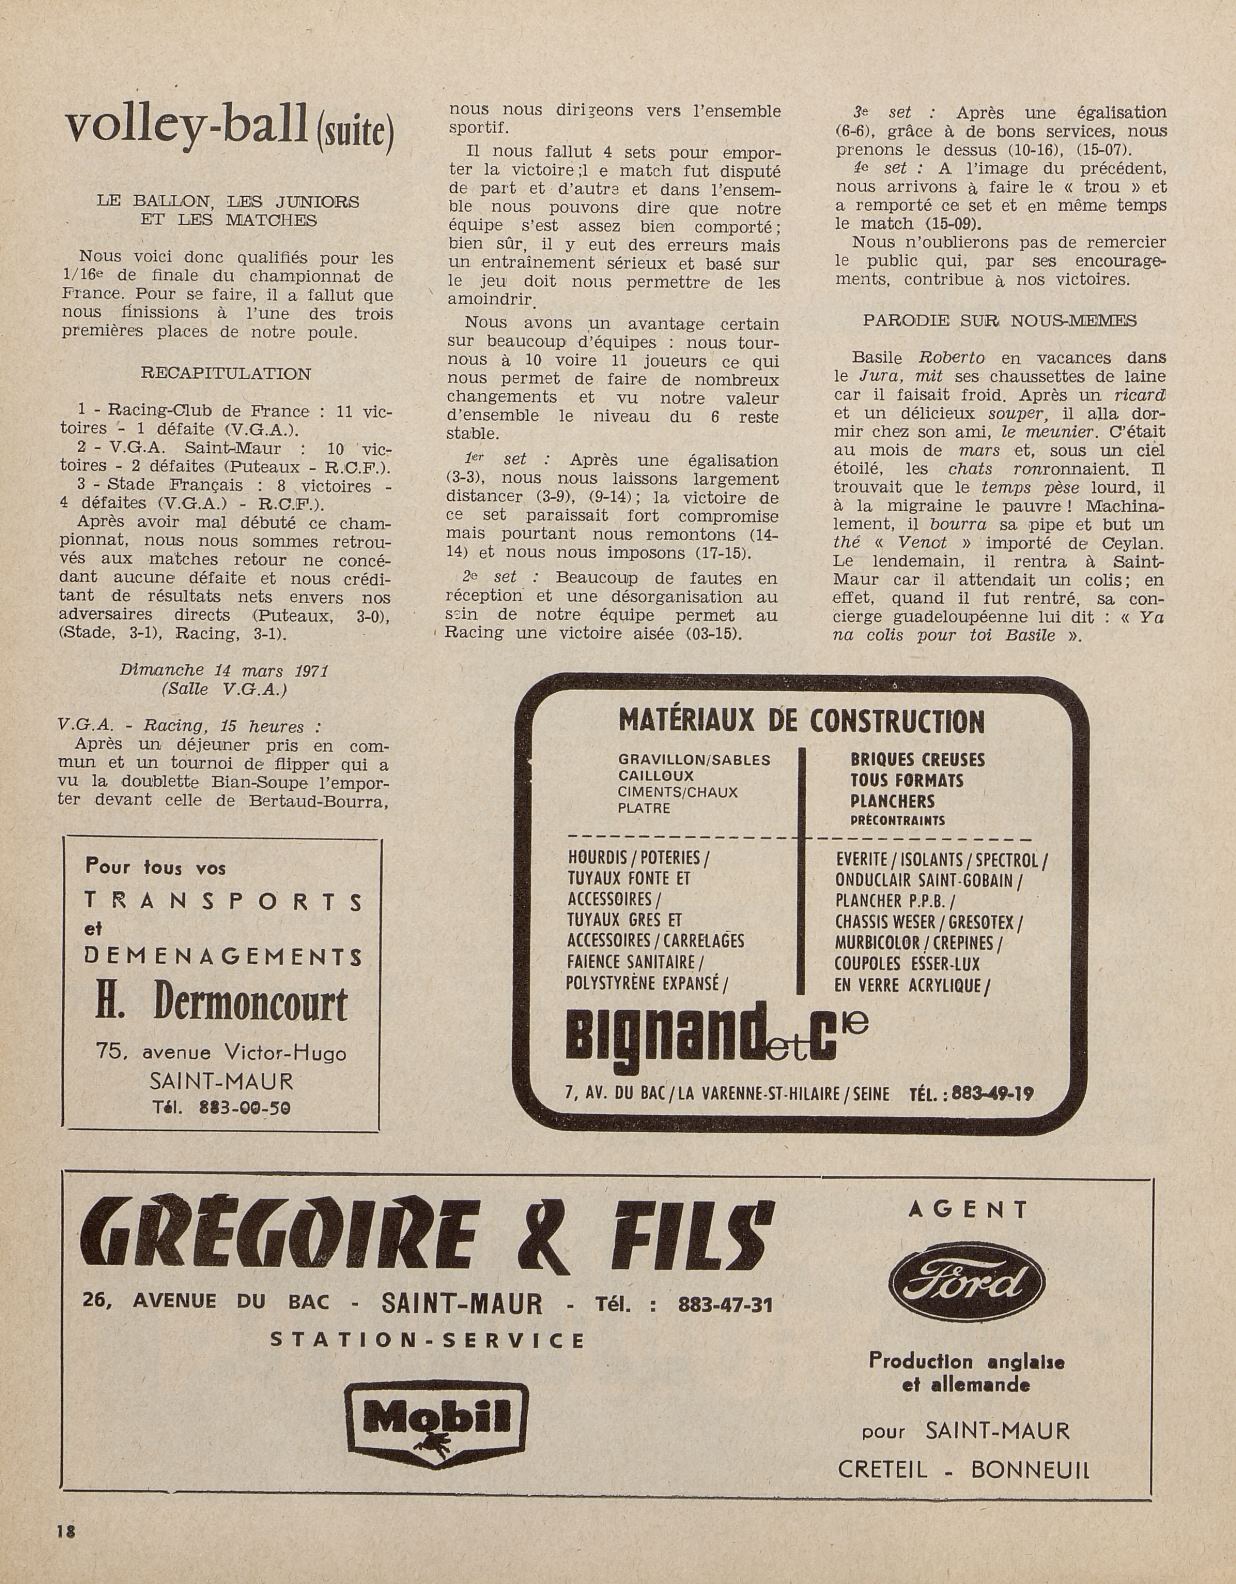 volley-ball (suite)
LE BALLON, LES JUNIORS
ET LES MATCHES
Nous voici donc qualifiés pour les
1/16e de finale du championnat de
France. Pour se faire, il a fallut que
nous finissions à l'une des trois
premières places de notre poule.
RECAPITULATION
1 - Racing-Club de France : 11 vic-
toires - 1 défaite (V.G.A.).
2 - V.G.A. Saint-Maur : 10 vic-
toires - 2 défaites (Puteaux - R.C.F.).
3 - Stade Français : 8 victoires -
4 défaites (V.G.A.) - R.C.F.).
Après avoir mal débuté ce cham-
pionnat, nous nous sommes retrou-
vés aux matches retour ne concé-
dant aucune défaite et nous crédi-
tant de résultats nets envers nos
adversaires directs (Puteaux, 3-0),
(Stade, 3-1), Racing, 3-1).
Dimanche 14 mars 1971
(Salle V.G.A.)
V.G.A. - Racing, 15 heures :
Après un déjeuner pris en com-
mun et un tournoi de flipper qui a
vu la doublette Bian-Soupe l'empor-
ter devant celle de Bertaud-Bourra,
nous nous dirigeons vers l'ensemble
sportif.
Il nous fallut 4 sets pour empor-
ter la victoire ;l e match fut disputé
de part et d'autre et dans l'ensem-
ble nous pouvons dire que notre
équipe s'est assez bien comporté ;
bien sûr, il y eut des erreurs mais
un entraînement sérieux et basé sur
le jeu doit nous permettre de les
amoindrir.
Nous avons un avantage certain
sur beaucoup d'équipes : nous tour-
nous à 10 voire 11 joueurs ce qui
nous permet de faire de nombreux
changements et vu notre valeur
d'ensemble le niveau du 6 reste
stable.
1er set : Après une égalisation
(3-3), nous nous laissons largement
distancer (3-9), (9-14) ; la victoire de
ce set paraissait fort compromise
mais pourtant nous remontons (14-
14) et nous nous imposons (17-15).
2e set : Beaucoup de fautes en
réception et une désorganisation au
sein de notre équipe permet au
Racing une victoire aisée (03-15).
3e set : Après une égalisation
(6-6), grâce à de bons services, nous
prenons le dessus (10-16), (15-07).
4e set : A l'image du précédent,
nous arrivons à faire le « trou » et
a remporté ce set et en même temps
le match (15-09).
Nous n'oublierons pas de remercier
le public qui, par ses encourage-
ments, contribue à nos victoires.
PARODIE SUR NOUS-MEMES
Basile Roberto en vacances dans
le Jura, mit ses chaussettes de laine
car il faisait froid. Après un ricard
et un délicieux souper, il alla dor-
mir chez son ami, le meunier. C'était
au mois de mars et, sous un ciel
étoilé, les chats ronronnaient. Il
trouvait que le temps pèse lourd, il
à la migraine le pauvre ! Machina-
lement, il bourra sa pipe et but un
thé « Venot » importé de Ceylan.
Le lendemain, il rentra à Saint-
Maur car il attendait un colis ; en
effet, quand il fut rentré, sa con-
cierge guadeloupéenne lui dit : « Ya
na colis pour toi Basile ».
Pour tous vos
TRANSPORTS
et
DEMENAGEMENTS
H. Dermoncourt
75, avenue Victor-Hugo
SAINT-MAUR
Tél. 883-00-50
MATÉRIAUX DE CONSTRUCTION
GRAVILLON/SABLES
CAILLOUX
CIMENTS/CHAUX
PLATRE
BRIQUES CREUSES
TOUS FORMATS
PLANCHERS
PRÉCONTRAINTS
HOURDIS / POTERIES /
TUYAUX FONTE ET
ACCESSOIRES /
TUYAUX GRES ET
ACCESSOIRES / CARRELAGES
FAIENCE SANITAIRE /
POLYSTYRÈNE EXPANSÉ /
EVERITE / ISOLANTS / SPECTROL /
ONDUCLAIR SAINT-GOBAIN /
PLANCHER P.P.B. /
CHASSIS WESER / GRESOTEX /
MURBICOLOR / CREPINES /
COUPOLES ESSER-LUX
EN VERRE ACRYLIQUE /
BIgnand et Cie
7, AV. DU BAC / LA VARENNE-ST-HILAIRE / SEINE TÉL. : 883-49-19
GRÉGOIRE & FILS
26, AVENUE DU BAC - SAINT-MAUR - Tél. : 883-47-31
STATION-SERVICE
Mobil
AGENT
Ford
Production anglaise
et allemande
pour SAINT-MAUR
CRETEIL - BONNEUIL
18